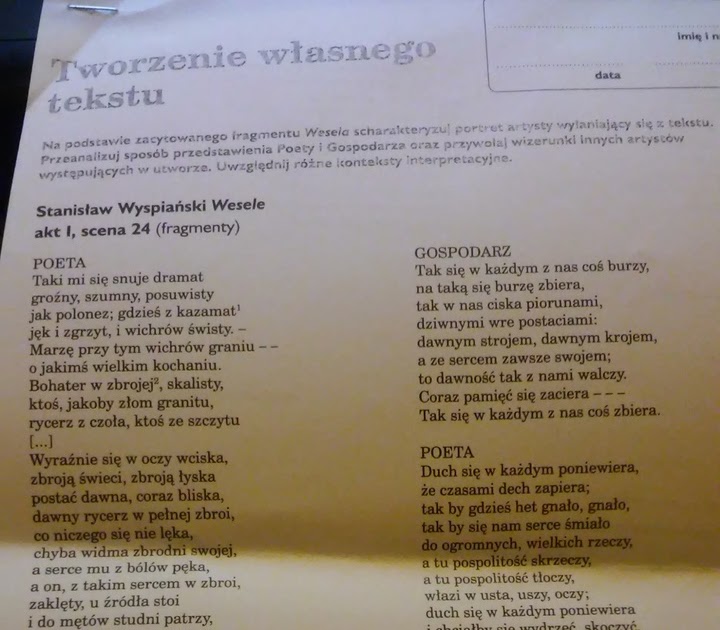 Tworzenie własnego
tekstu
imię i n
data
Na podstawie zacytowanego fragmentu Wesela scharakteryzuj portret artysty wyłaniający się z tekstu.
Przeanalizuj sposób przedstawienia Poety i Gospodarza oraz przywołaj wizerunki innych artystów
występujących w utworze. Uwzględnij różne konteksty interpretacyjne.
Stanisław Wyspiański Wesele
akt I, scena 24 (fragmenty)
POETA
Taki mi się snuje dramat
groźny, szumny, posuwisty
jak polonez; gdzieś z kazamat¹
jęk i zgrzyt, i wichrów świsty. –
Marzę przy tym wichrów graniu – –
o jakimś wielkim kochaniu.
Bohater w zbrojej², skalisty,
ktoś, jakoby złom granitu,
rycerz z czoła, ktoś ze szczytu
[...]
Wyraźnie się w oczy wciska,
zbroją świeci, zbroją łyska
postać dawna, coraz bliska,
dawny rycerz w pełnej zbroi,
co niczego się nie lęka,
chyba widma zbrodni swojej,
a serce mu z bólów pęka,
a on, z takim sercem w zbroi,
zaklęty, u źródła stoi
i do mętów studni patrzy,
GOSPODARZ
Tak się w każdym z nas coś burzy,
na taką się burzę zbiera,
tak w nas ciska piorunami,
dziwnymi wre postaciami:
dawnym strojem, dawnym krojem,
a ze sercem zawsze swojem;
to dawność tak z nami walczy.
Coraz pamięć się zaciera – – –
Tak się w każdym z nas coś zbiera.
POETA
Duch się w każdym poniewiera,
że czasami dech zapiera;
tak by gdzieś het gnało, gnało,
tak by się nam serce śmiało
do ogromnych, wielkich rzeczy,
a tu pospolitość skrzeczy,
a tu pospolitość tłoczy,
włazi w usta, uszy, oczy;
duch się w każdym poniewiera
i chciałby się wydrzeć, skoczyć,